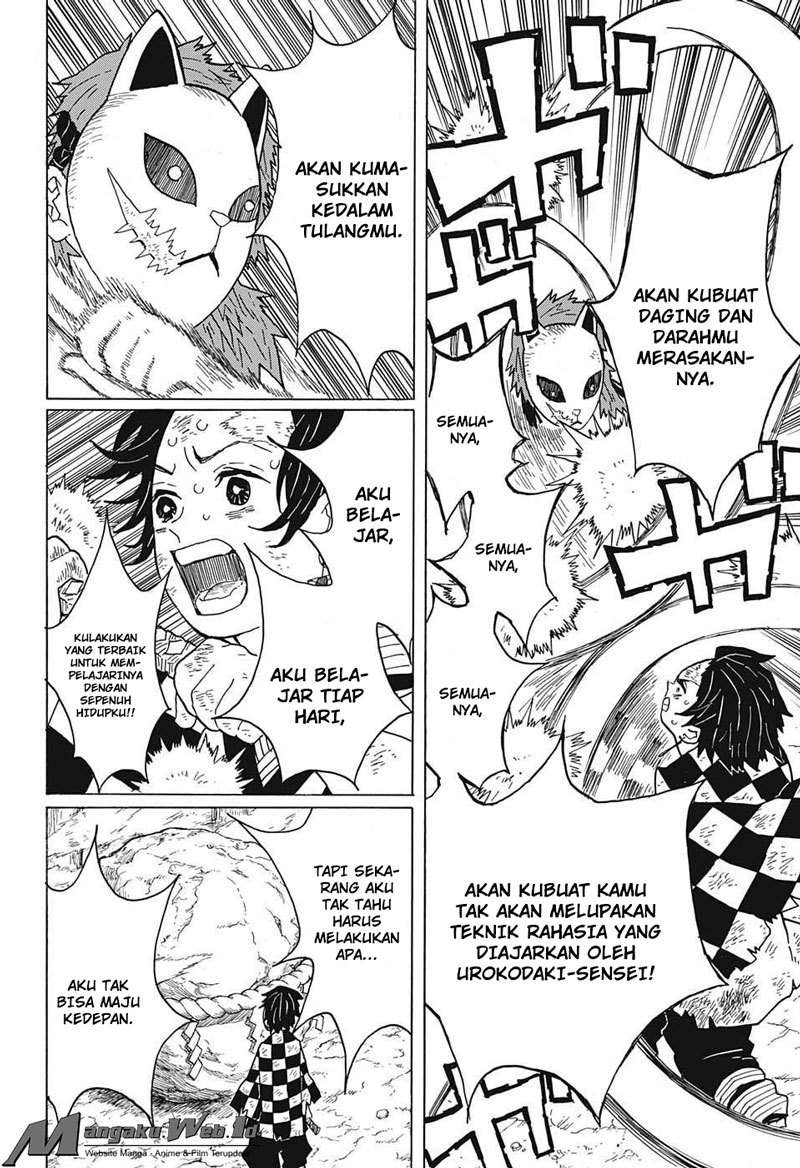 AKAN KUBUAT
DAGING DAN
DARAHMU
MERASAKAN-
NYA.
SEMUA-
NYA,
SEMUA-
NYA,
SEMUA-
NYA,
AKAN KUBUAT KAMU
TAK AKAN MELUPAKAN
TEKNIK RAHASIA YANG
DIAJARKAN OLEH
UROKODAKI-SENSEI!
AKAN KUMA-
SUKKAN
KEDALAM
TULANGMU.
AKU
BELA-
JAR,
AKU BELA-
JAR TIAP
HARI,
KULAKUKAN
YANG TERBAIK
UNTUK MEM-
PELAJARINYA
DENGAN
SEPENUH
HIDUPKU!!
TAPI SEKA-
RANG AKU
TAK TAHU
HARUS
MELAKUKAN
APA...
AKU TAK
BISA MAJU
KEDEPAN.
Mangaku Web.Id
Website Manga - Anime & Film Terupdate